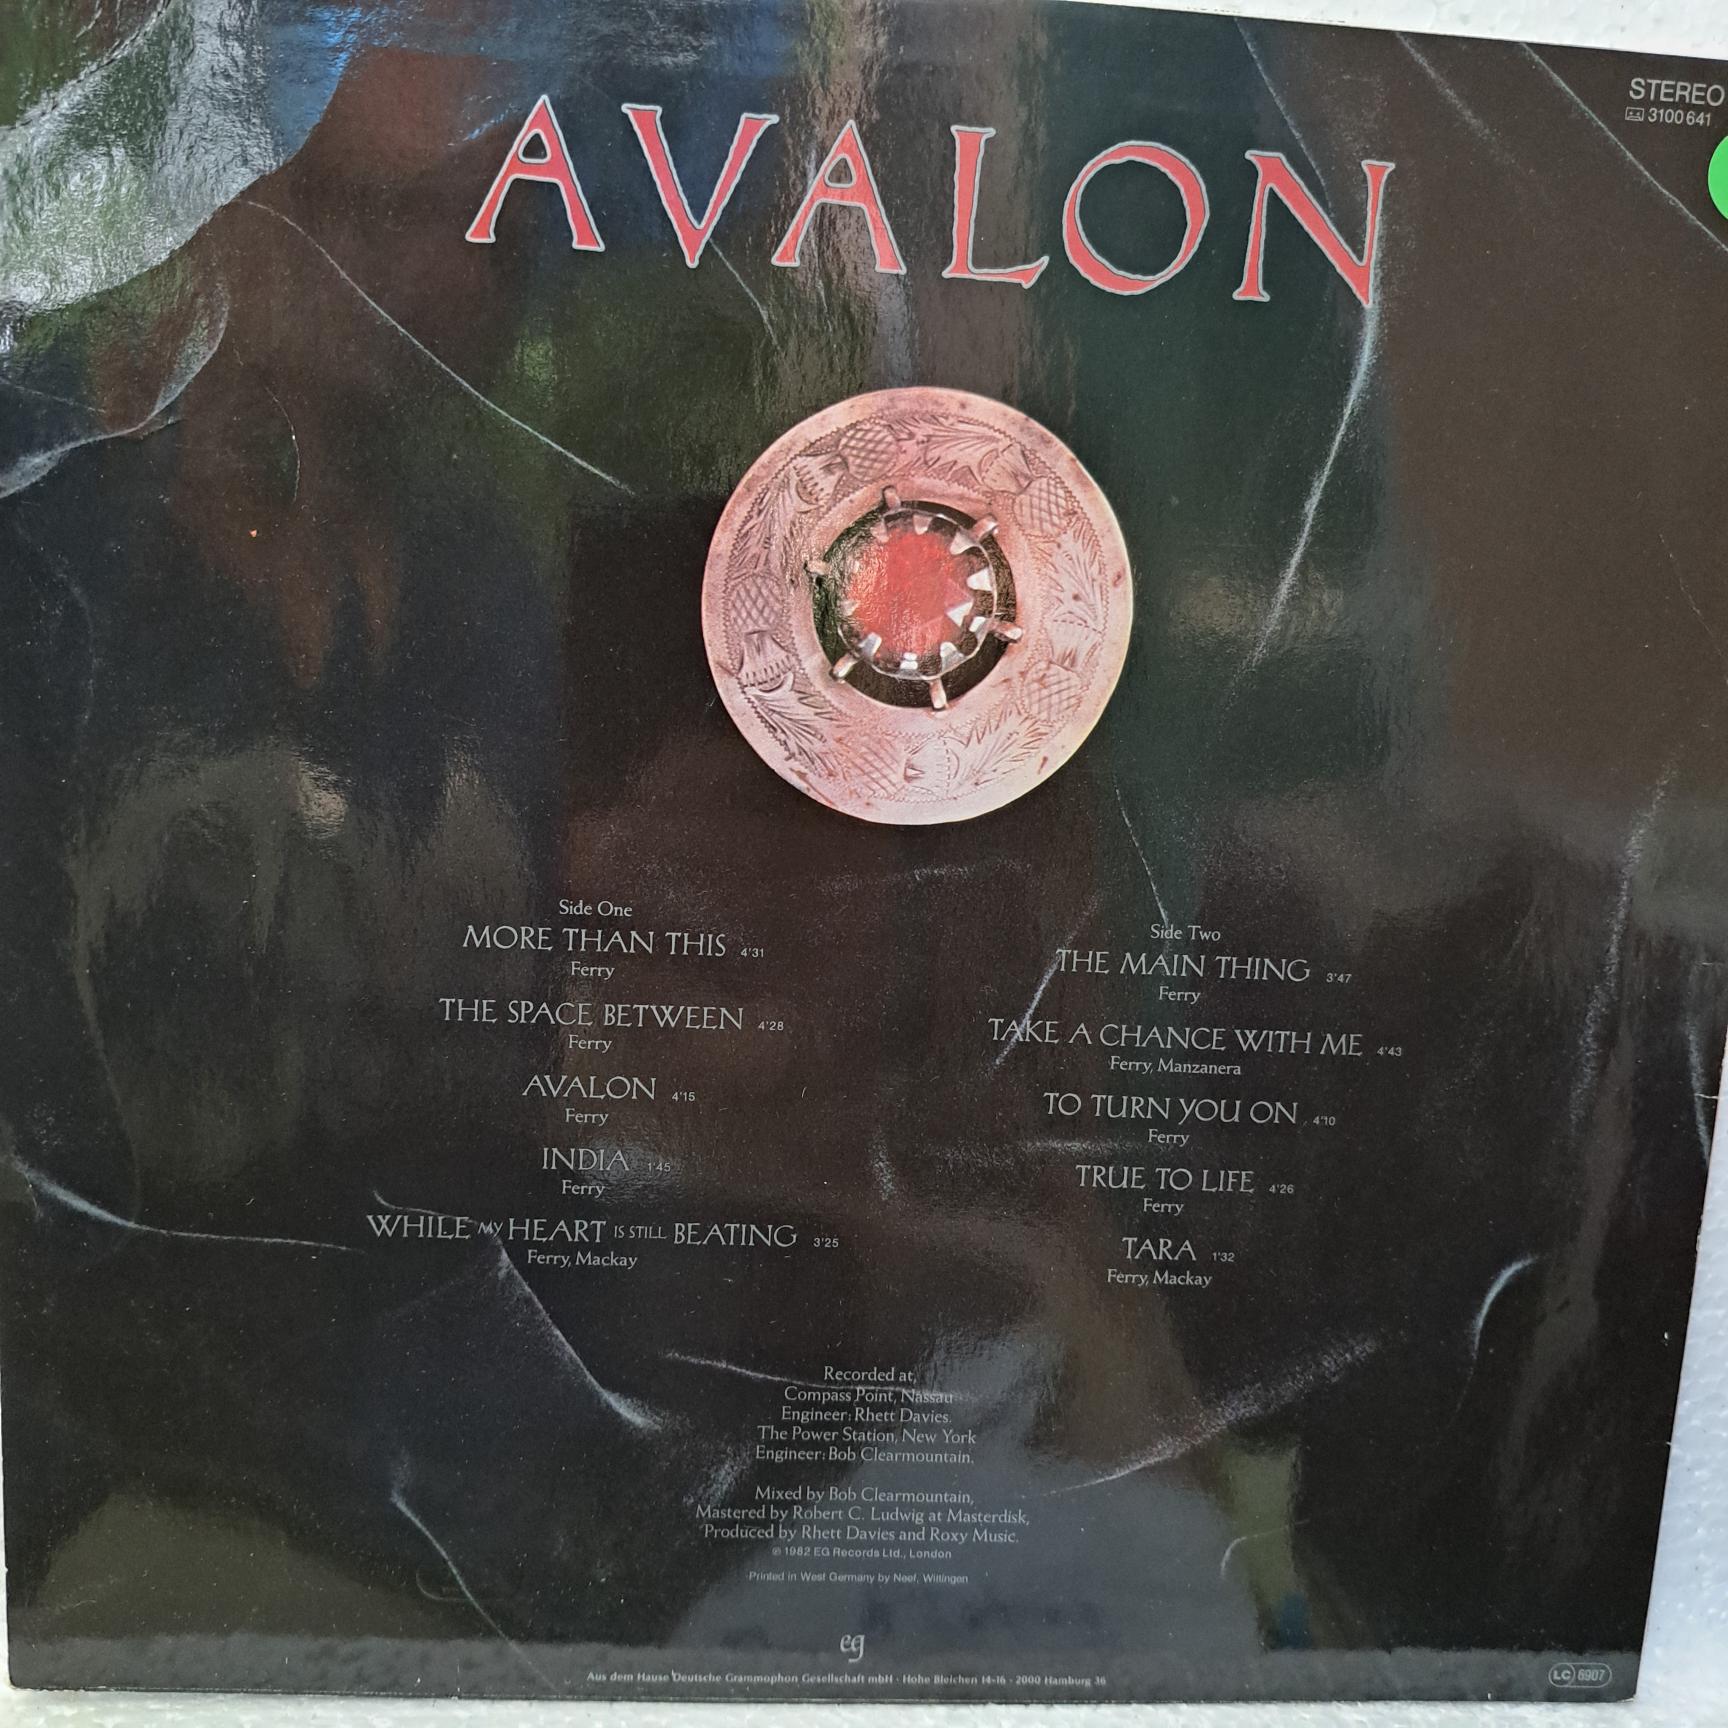 STEREO
3100 641
AVALON
Side One
MORE THAN THIS 4'31
Ferry
THE SPACE BETWEEN 4'28
Ferry
AVALON 4'15
Ferry
INDIA 1'45
Ferry
WHILE MY HEART IS STILL BEATING 3'25
Ferry, Mackay
Side Two
THE MAIN THING 3'47
Ferry
TAKE A CHANCE WITH ME 4'43
Ferry, Manzanera
TO TURN YOU ON 4'10
Ferry
TRUE TO LIFE 4'26
Ferry
TARA 1'32
Ferry, Mackay
Recorded at,
Compass Point, Nassau
Engineer: Rhett Davies.
The Power Station, New York
Engineer: Bob Clearmountain.
Mixed by Bob Clearmountain,
Mastered by Robert C. Ludwig at Masterdisk,
Produced by Rhett Davies and Roxy Music.
℗ 1982 EG Records Ltd., London
Printed in West Germany by Neef, Wittingen
eg
Aus dem Hause Deutsche Grammophon Gesellschaft mbH · Hohe Bleichen 14-16 · 2000 Hamburg 36
LC 6907